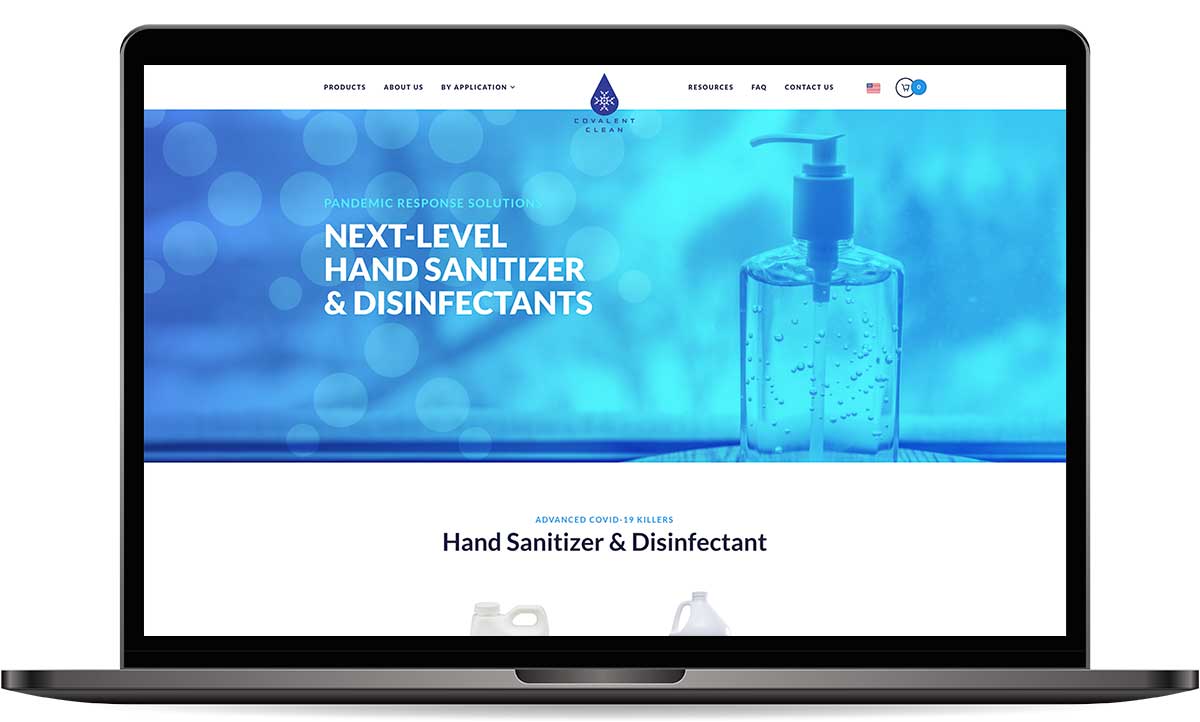 PRODUCTS ABOUT US BY APPLICATION
COVALENT
CLEAN
RESOURCES FAQ CONTACT US
0
PANDEMIC RESPONSE SOLUTIONS
NEXT-LEVEL
HAND SANITIZER
& DISINFECTANTS
ADVANCED COVID-19 KILLERS
Hand Sanitizer & Disinfectant